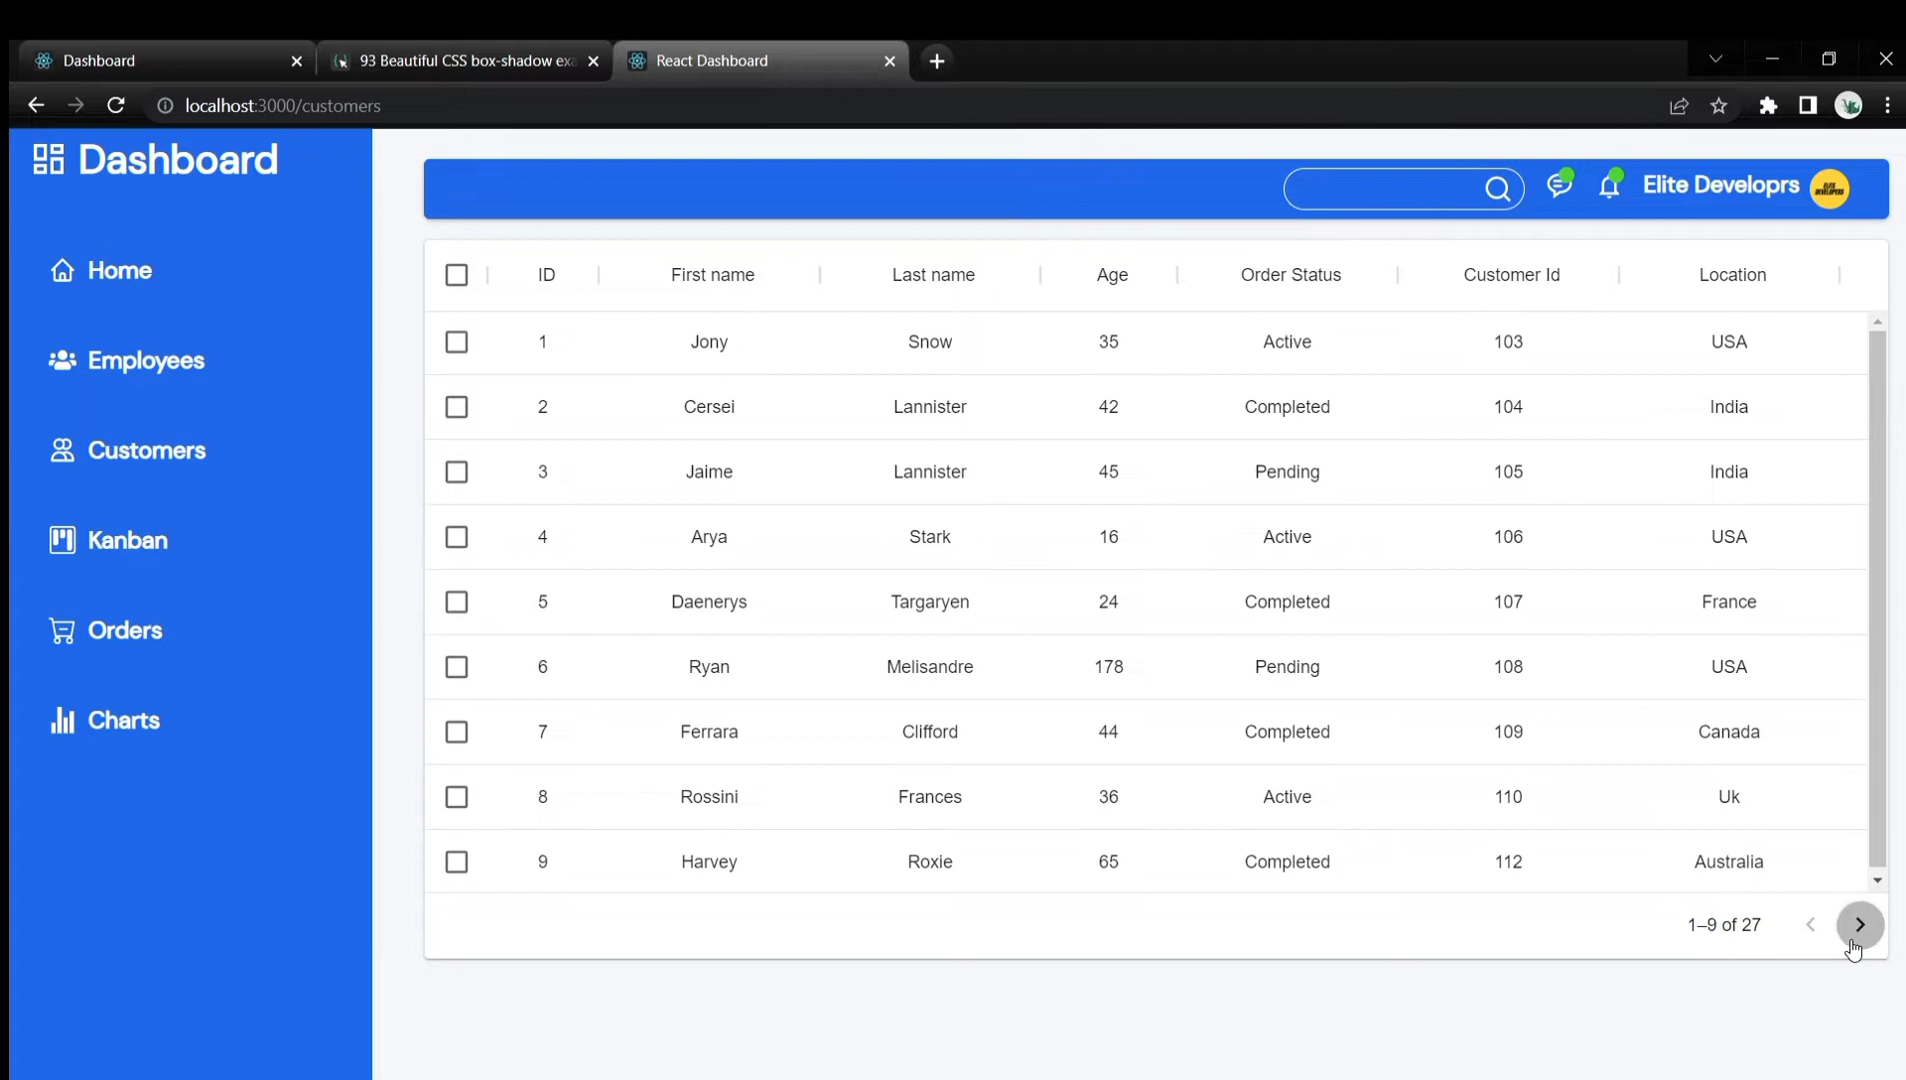 Dashboard
93 Beautiful CSS box-shadow exa
React Dashboard
localhost:3000/customers
Dashboard
Elite Developrs
ELITE
DEVELOPERS
Home
Employees
Customers
Kanban
Orders
Charts
ID First name Last name Age Order Status Customer Id Location
1 Jony Snow 35 Active 103 USA
2 Cersei Lannister 42 Completed 104 India
3 Jaime Lannister 45 Pending 105 India
4 Arya Stark 16 Active 106 USA
5 Daenerys Targaryen 24 Completed 107 France
6 Ryan Melisandre 178 Pending 108 USA
7 Ferrara Clifford 44 Completed 109 Canada
8 Rossini Frances 36 Active 110 Uk
9 Harvey Roxie 65 Completed 112 Australia
1–9 of 27